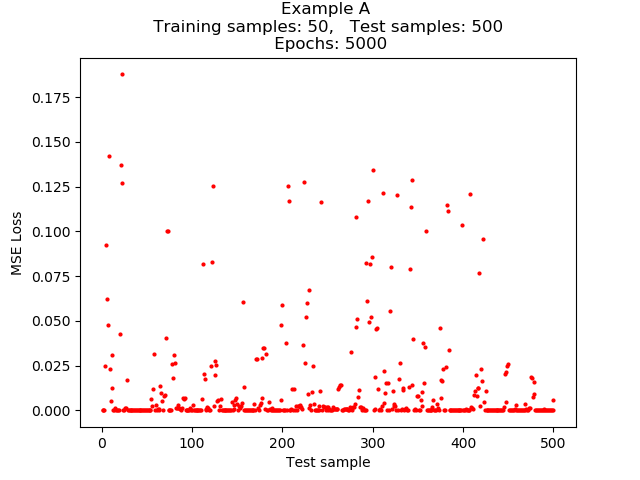 Example A
Training samples: 50,   Test samples: 500
Epochs: 5000
0.175
0.150
0.125
0.100
0.075
0.050
0.025
0.000
MSE Loss
0 100 200 300 400 500
Test sample